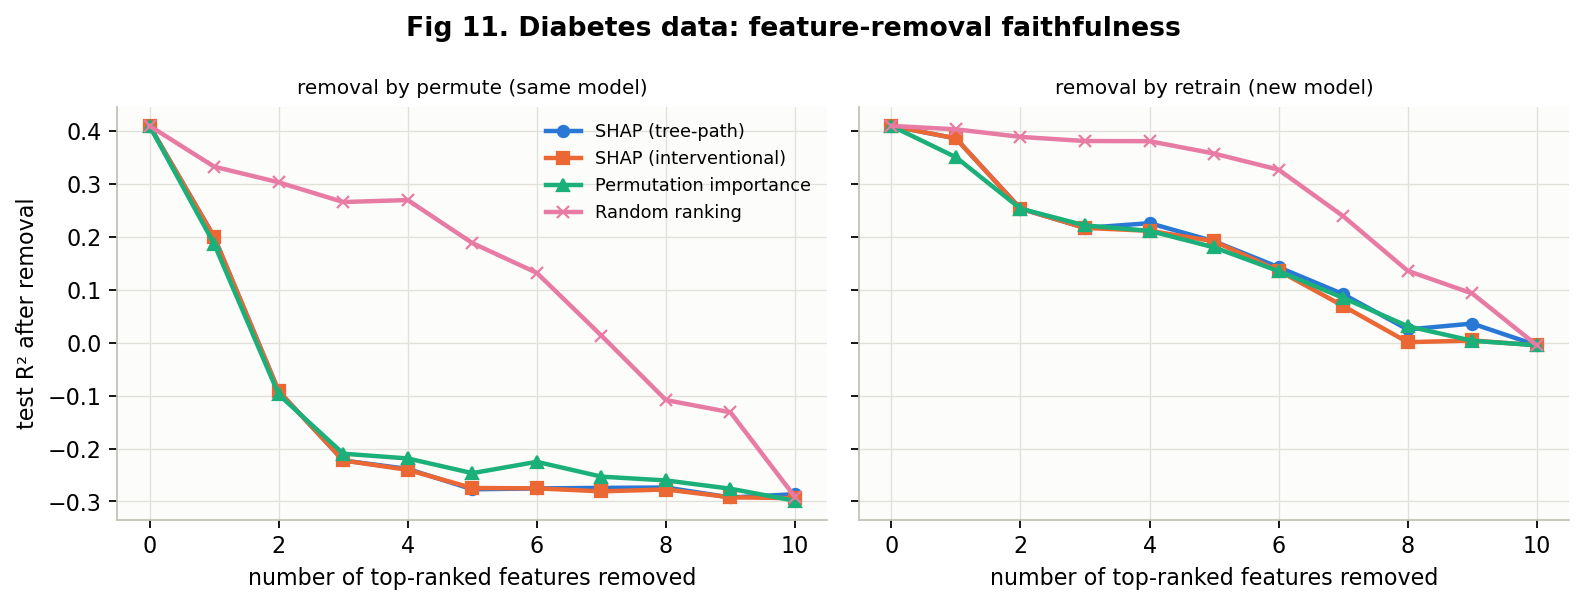 Fig 11. Diabetes data: feature-removal faithfulness
removal by permute (same model)
removal by retrain (new model)
SHAP (tree-path)
SHAP (interventional)
Permutation importance
Random ranking
test R² after removal
0.4
0.3
0.2
0.1
0.0
−0.1
−0.2
−0.3
0 2 4 6 8 10
0 2 4 6 8 10
number of top-ranked features removed
number of top-ranked features removed